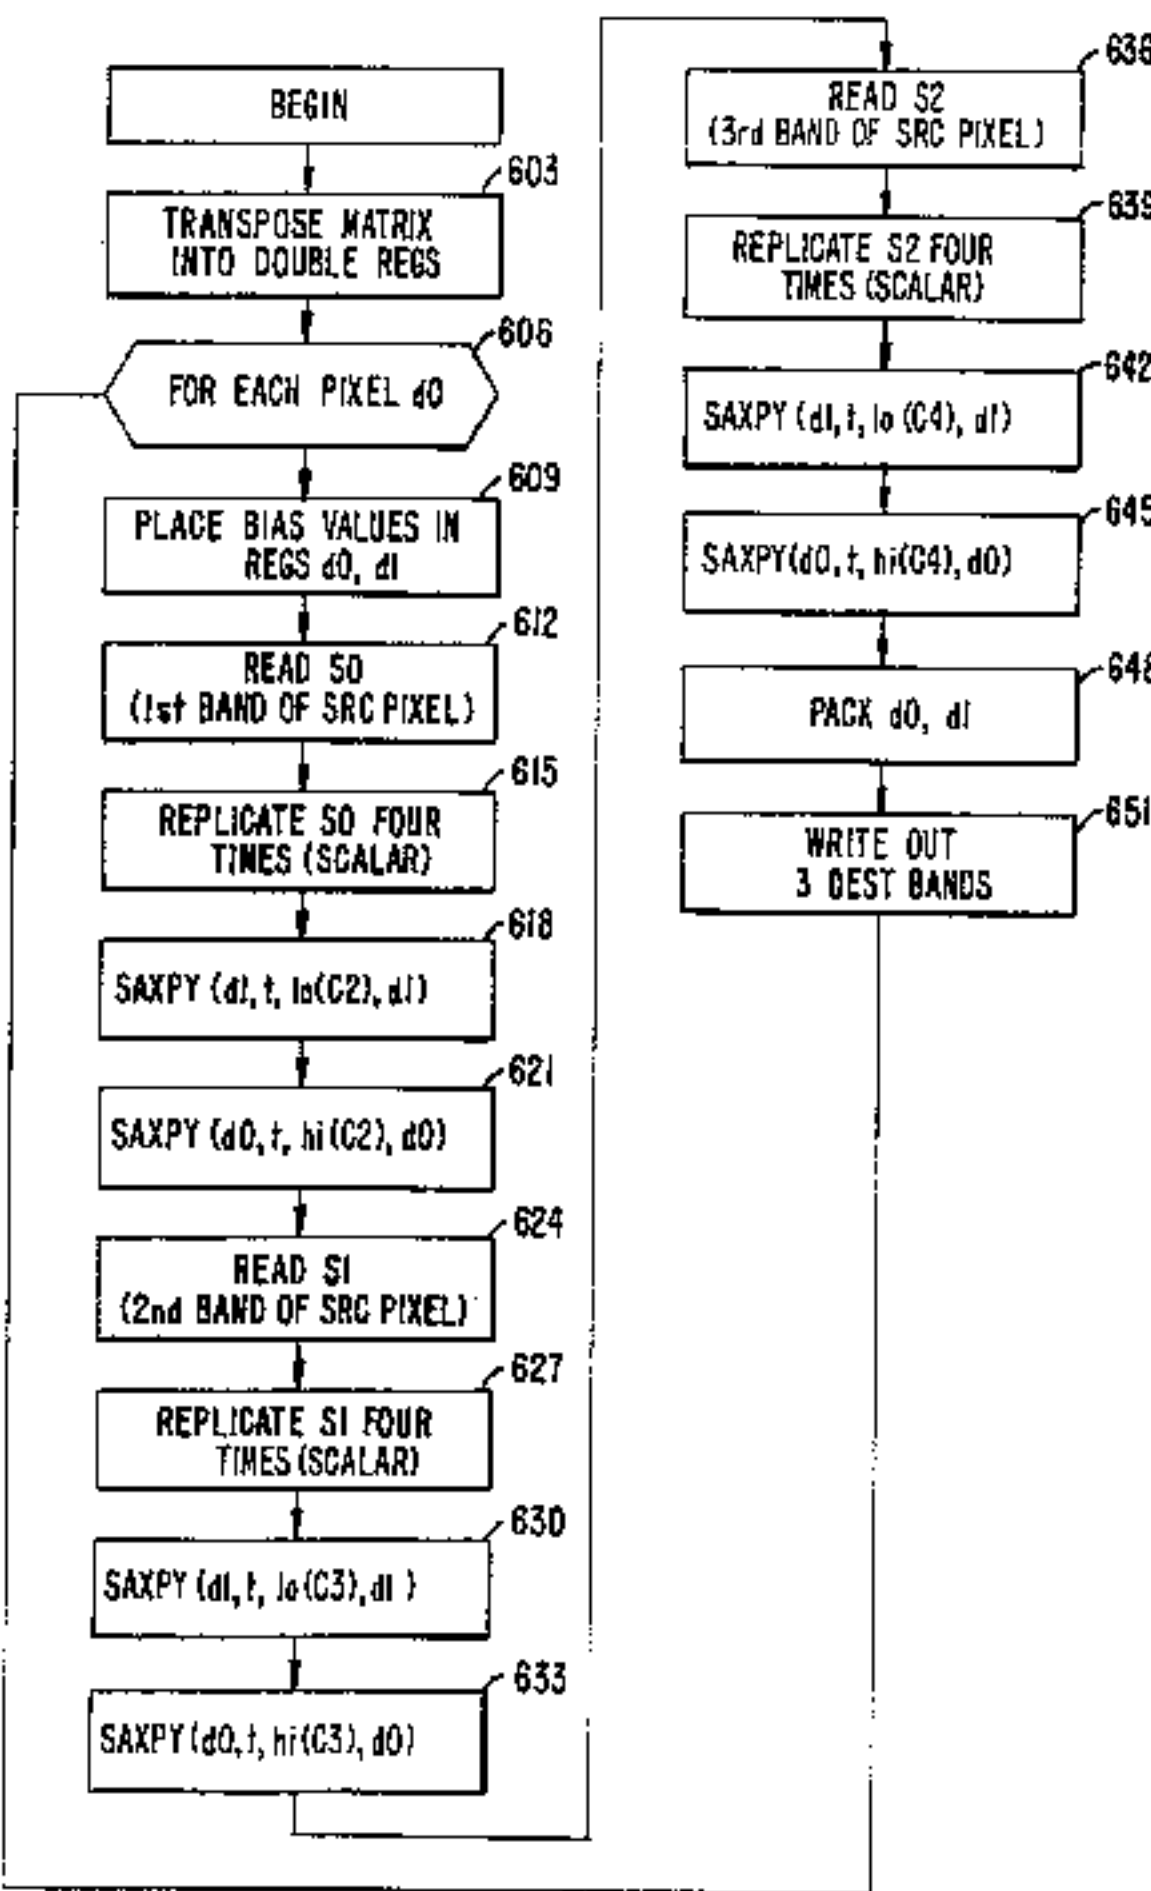 BEGIN
603
TRANSPOSE MATRIX
INTO DOUBLE REGS
606
FOR EACH PIXEL d0
609
PLACE BIAS VALUES IN
REGS d0, d1
612
READ S0
(1st BAND OF SRC PIXEL)
615
REPLICATE S0 FOUR
TIMES (SCALAR)
618
SAXPY (d1, t, lo(C2), d1)
621
SAXPY (d0, t, hi(C2), d0)
624
READ S1
(2nd BAND OF SRC PIXEL)
627
REPLICATE S1 FOUR
TIMES (SCALAR)
630
SAXPY (d1, t, lo(C3), d1)
633
SAXPY (d0, t, hi(C3), d0)
636
READ S2
(3rd BAND OF SRC PIXEL)
639
REPLICATE S2 FOUR
TIMES (SCALAR)
642
SAXPY (d1, t, lo(C4), d1)
645
SAXPY (d0, t, hi(C4), d0)
648
PACK d0, d1
651
WRITE OUT
3 DEST BANDS